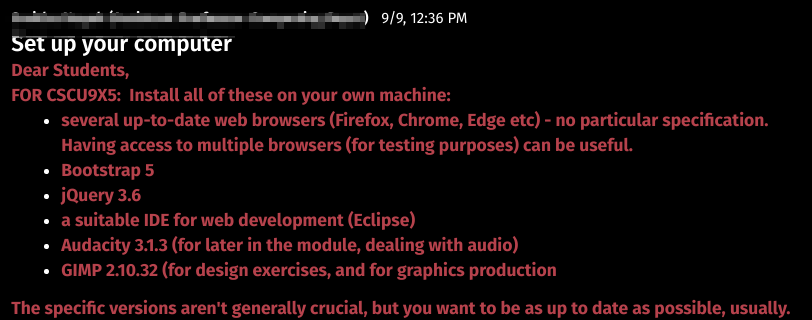 9/9, 12:36 PM
Set up your computer
Dear Students,
FOR CSCU9X5: Install all of these on your own machine:
several up-to-date web browsers (Firefox, Chrome, Edge etc) - no particular specification.
Having access to multiple browsers (for testing purposes) can be useful.
Bootstrap 5
jQuery 3.6
a suitable IDE for web development (Eclipse)
Audacity 3.1.3 (for later in the module, dealing with audio)
GIMP 2.10.32 (for design exercises, and for graphics production
The specific versions aren't generally crucial, but you want to be as up to date as possible, usually.